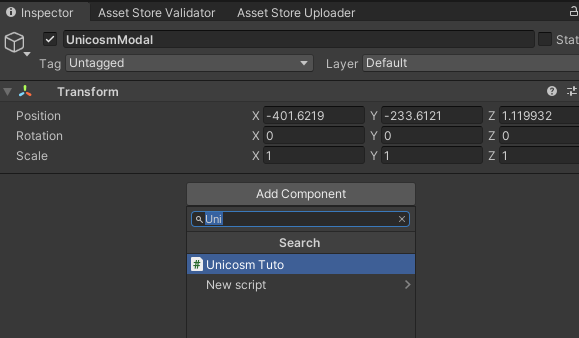 Inspector Asset Store Validator Asset Store Uploader
UnicosmModal Stat
Tag Untagged Layer Default
Transform
Position X -401.6219 Y -233.6121 Z 1.119932
Rotation X 0 Y 0 Z 0
Scale X 1 Y 1 Z 1
Add Component
Uni
Search
# Unicosm Tuto
New script